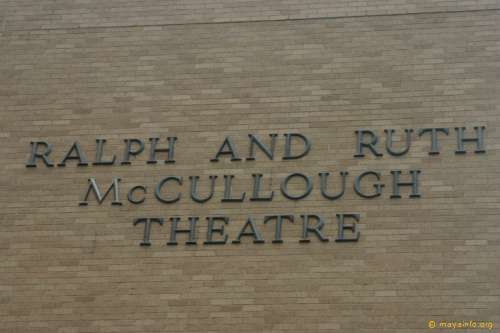 RALPH AND RUTH
McCULLOUGH
THEATRE
© mayainfo.org